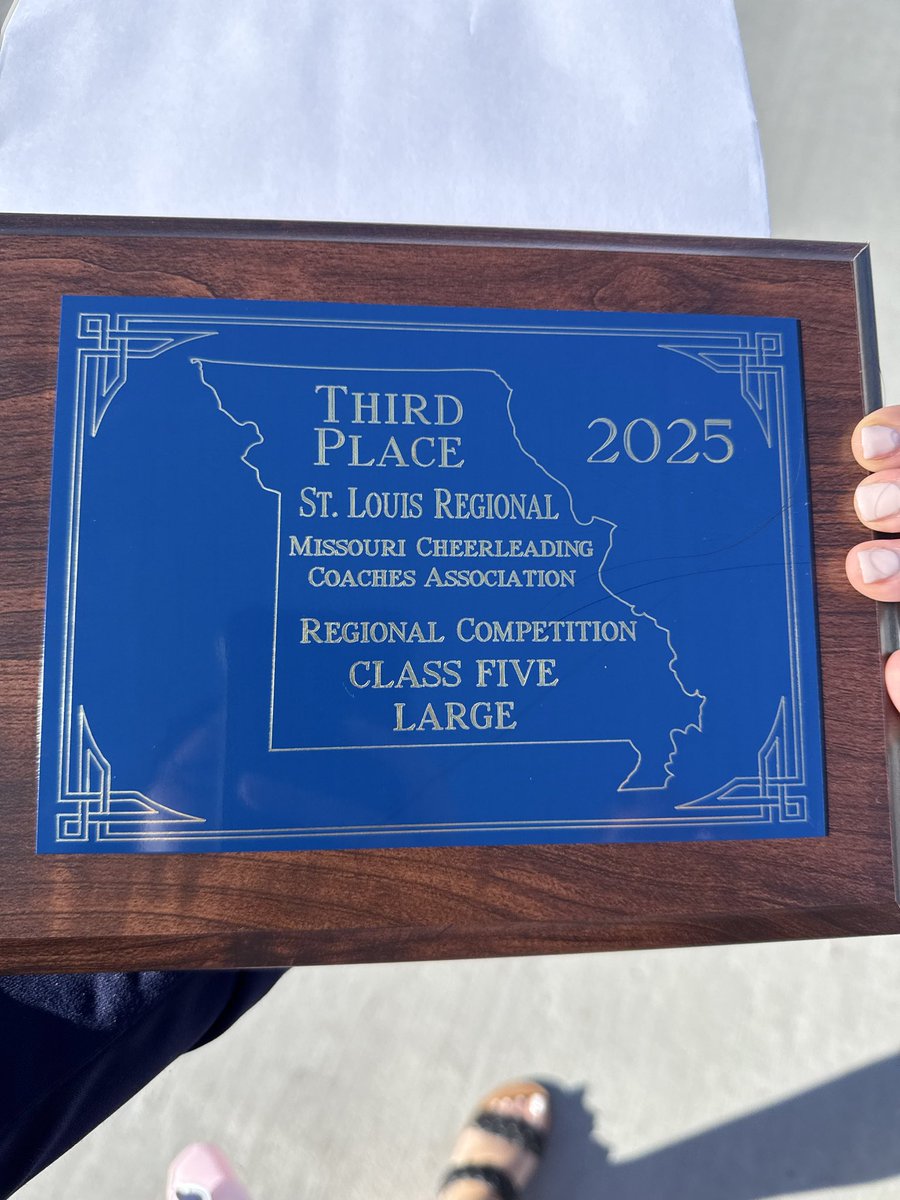 THIRD
PLACE
2025
ST. LOUIS REGIONAL
MISSOURI CHEERLEADING
COACHES ASSOCIATION
REGIONAL COMPETITION
CLASS FIVE
LARGE